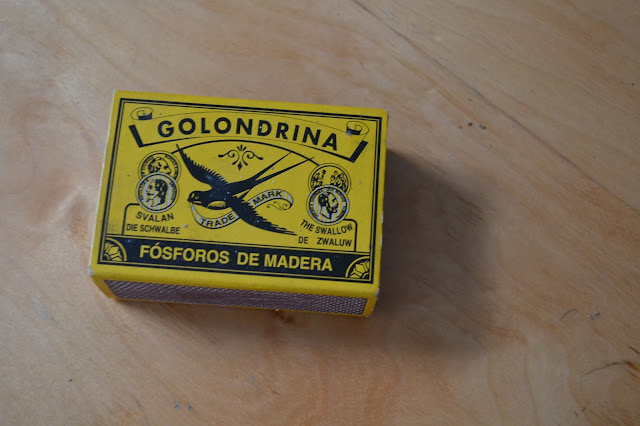 GOLONDRINA
TRADE MARK
SVALAN
DIE SCHWALBE
THE SWALLOW
DE ZWALUW
FÓSFOROS DE MADERA